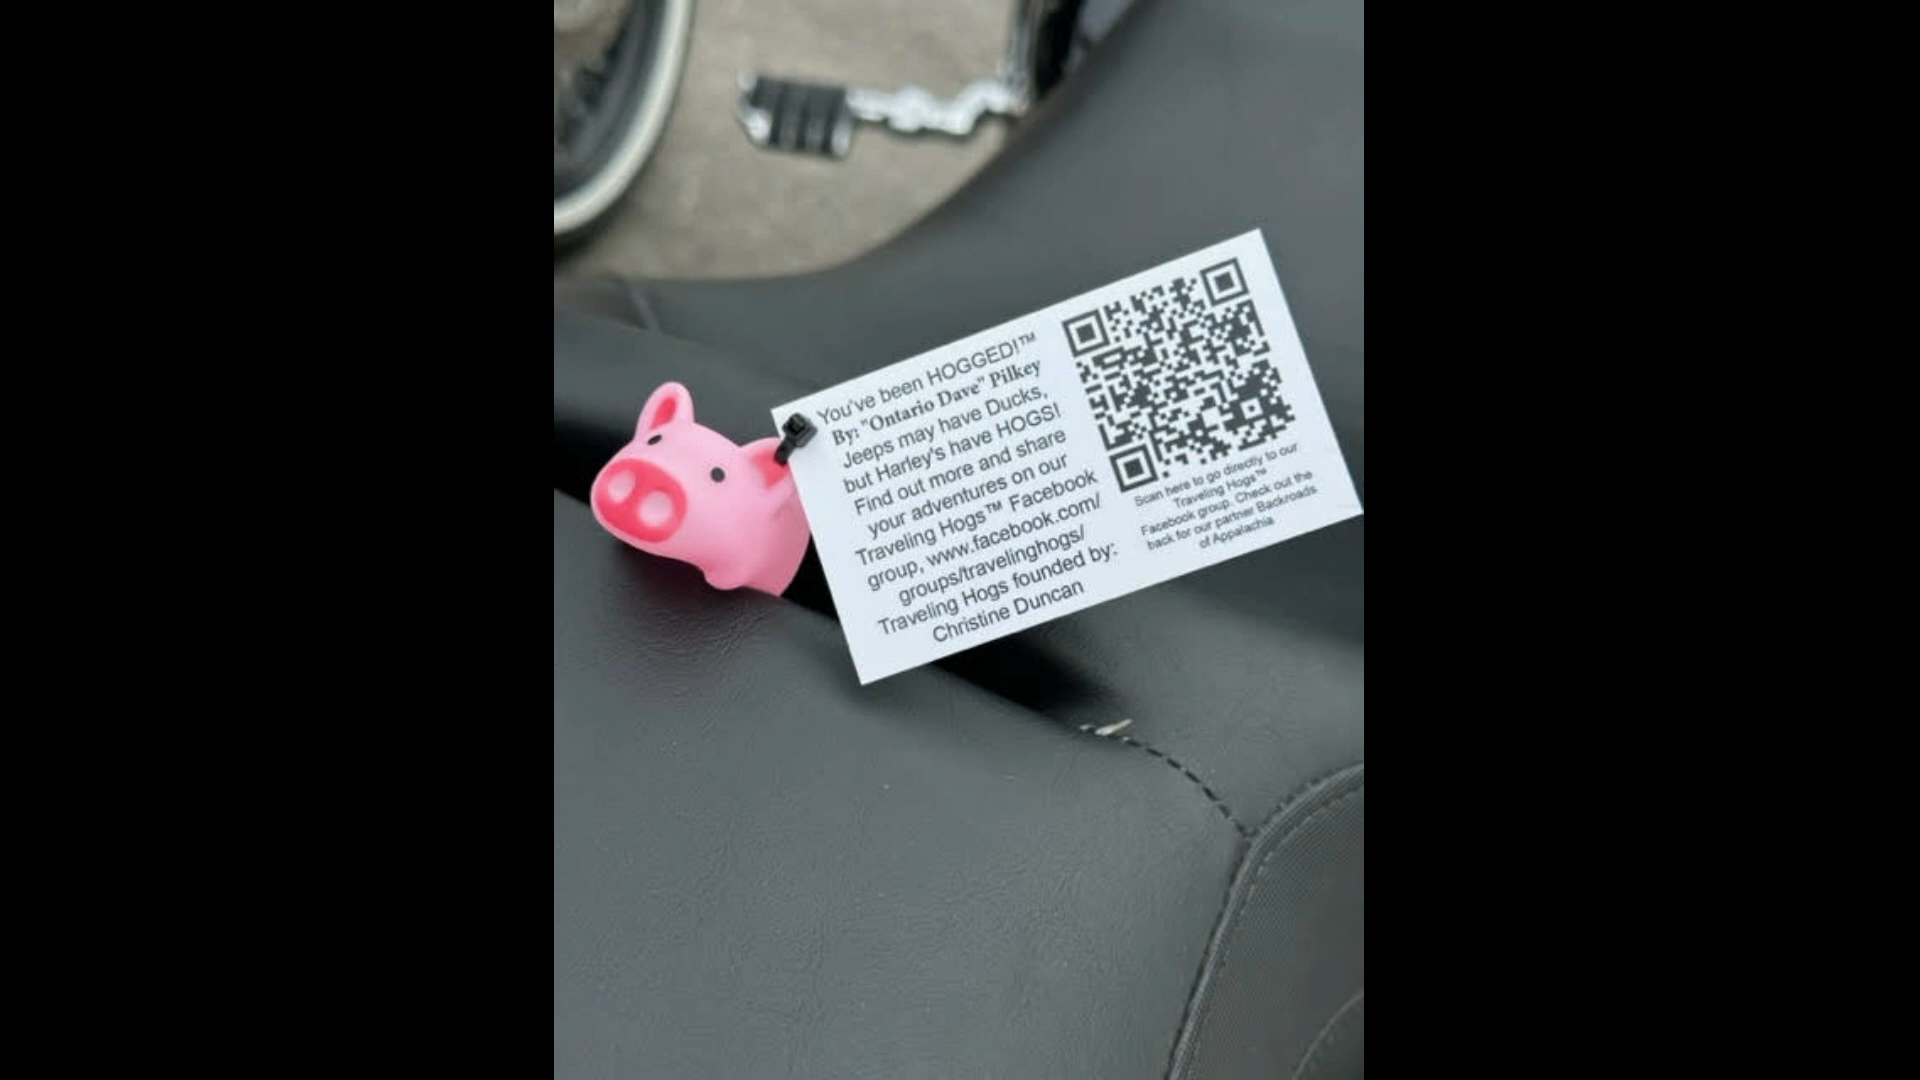 You've been HOGGED!™
By: "Ontario Dave" Pilkey
Jeeps may have Ducks,
but Harley's have HOGS!
Find out more and share
your adventures on our
Traveling Hogs™ Facebook
group, www.facebook.com/
groups/travelinghogs/
Traveling Hogs founded by:
Christine Duncan
Scan here to go directly to our
Traveling Hogs™
Facebook group. Check out the
back for our partner Backroads
of Appalachia